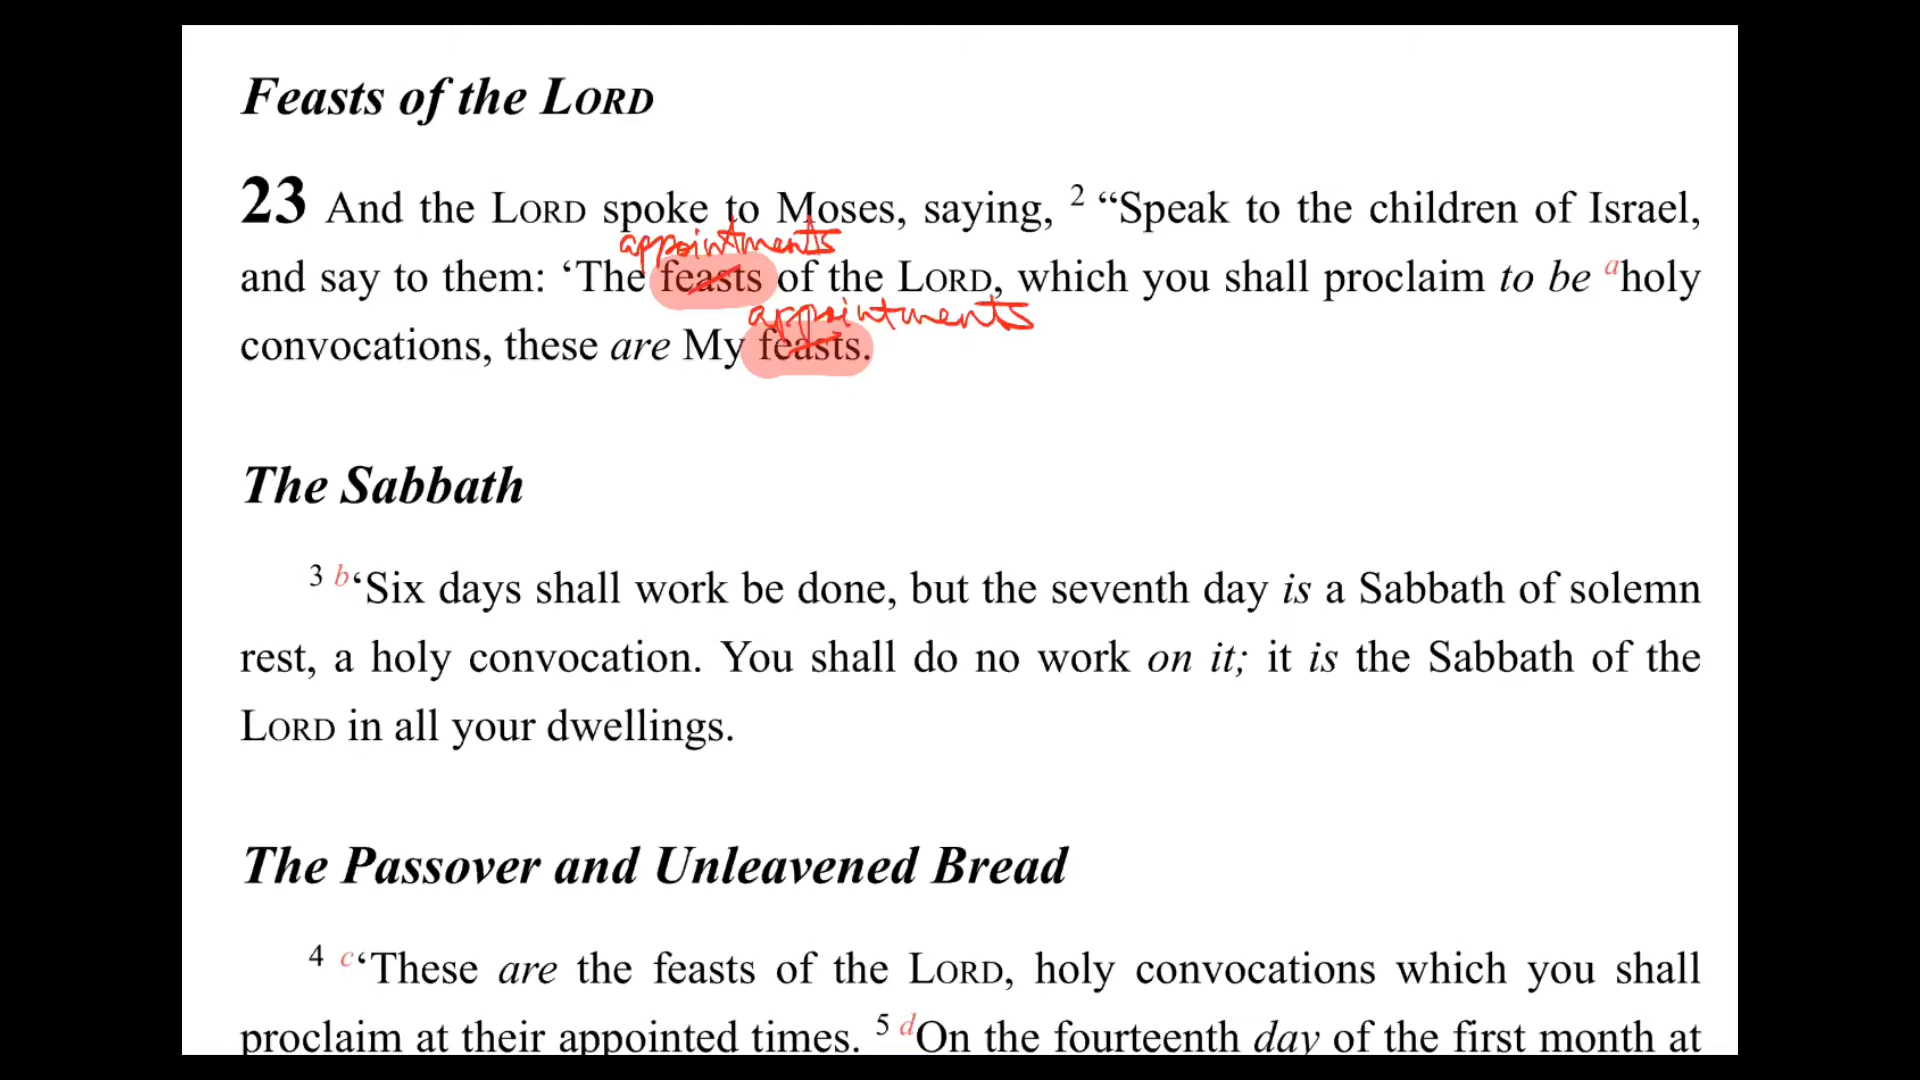 Feasts of the LORD
23 And the LORD spoke to Moses, saying, 2 “Speak to the children of Israel,
appointments
and say to them: ‘The feasts of the LORD, which you shall proclaim to be aholy
appointments
convocations, these are My feasts.
The Sabbath
3 b‘Six days shall work be done, but the seventh day is a Sabbath of solemn
rest, a holy convocation. You shall do no work on it; it is the Sabbath of the
LORD in all your dwellings.
The Passover and Unleavened Bread
4 c‘These are the feasts of the LORD, holy convocations which you shall
proclaim at their appointed times. 5 dOn the fourteenth day of the first month at